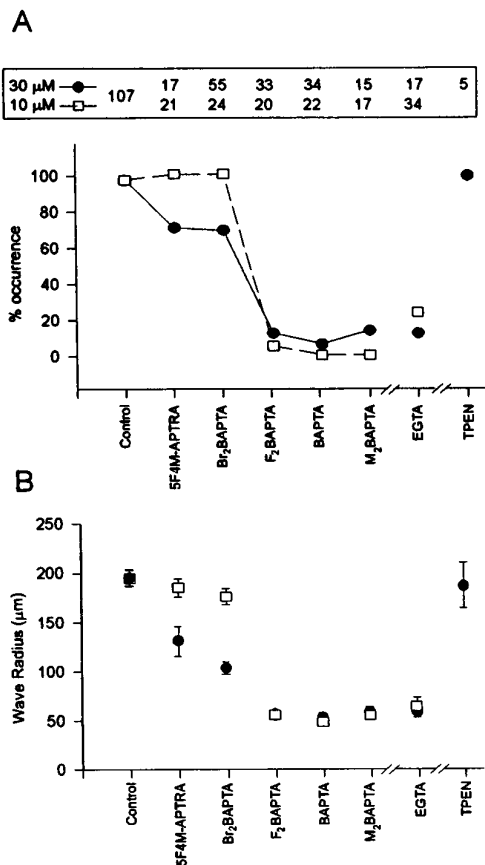 A
30 μM 107 17 55 33 34 15 17 5
10 μM 21 24 20 22 17 34
% occurrence
100
80
60
40
20
0
Control
5F4M-APTRA
Br₂BAPTA
F₂BAPTA
BAPTA
M₂BAPTA
EGTA
TPEN
B
Wave Radius (μm)
250
200
150
100
50
0
Control
5F4M-APTRA
Br₂BAPTA
F₂BAPTA
BAPTA
M₂BAPTA
EGTA
TPEN